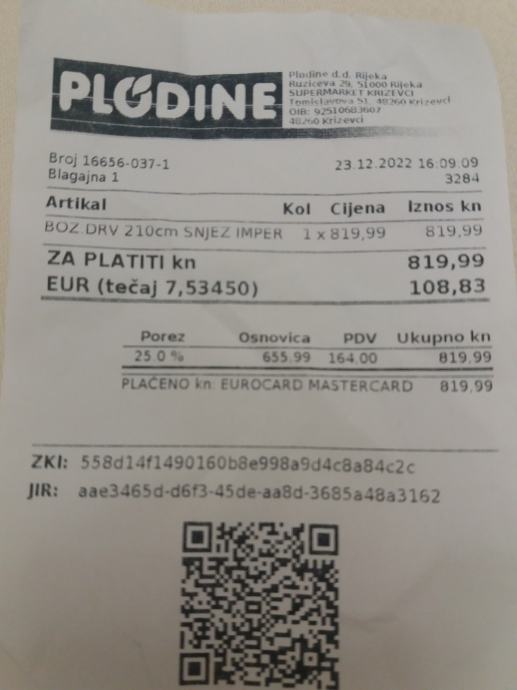 PLODINE
Plodine d.d. Rijeka
Ruziceva 29, 51000 Rijeka
SUPERMARKET KRIZEVCI
Tomislavova 51, 48260 Krizevci
OIB: 92510683607
48260 Krizevci
Broj 16656-037-1 23.12.2022 16:09.09
Blagajna 1 3284
Artikal Kol Cijena Iznos kn
BOZ.DRV 210cm SNJEZ IMPER 1 x 819,99 819,99
ZA PLATITI kn 819,99
EUR (tečaj 7,53450) 108,83
Porez Osnovica PDV Ukupno kn
25.0 % 655.99 164.00 819.99
PLAĆENO kn: EUROCARD MASTERCARD 819,99
ZKI: 558d14f1490160b8e998a9d4c8a84c2c
JIR: aae3465d-d6f3-45de-aa8d-3685a48a3162